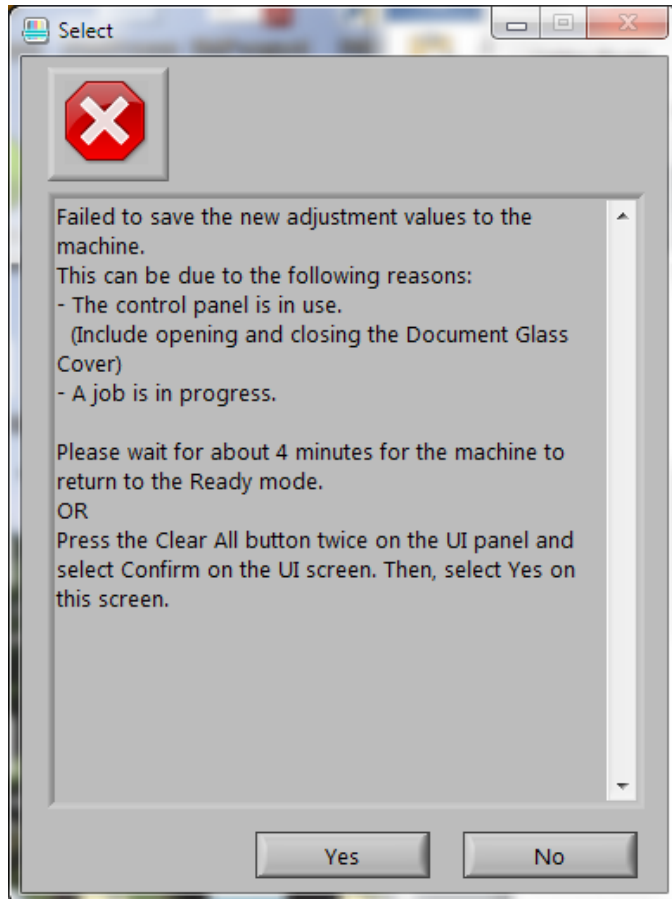 Select
Failed to save the new adjustment values to the
machine.
This can be due to the following reasons:
- The control panel is in use.
(Include opening and closing the Document Glass
Cover)
- A job is in progress.
Please wait for about 4 minutes for the machine to
return to the Ready mode.
OR
Press the Clear All button twice on the UI panel and
select Confirm on the UI screen. Then, select Yes on
this screen.
Yes
No